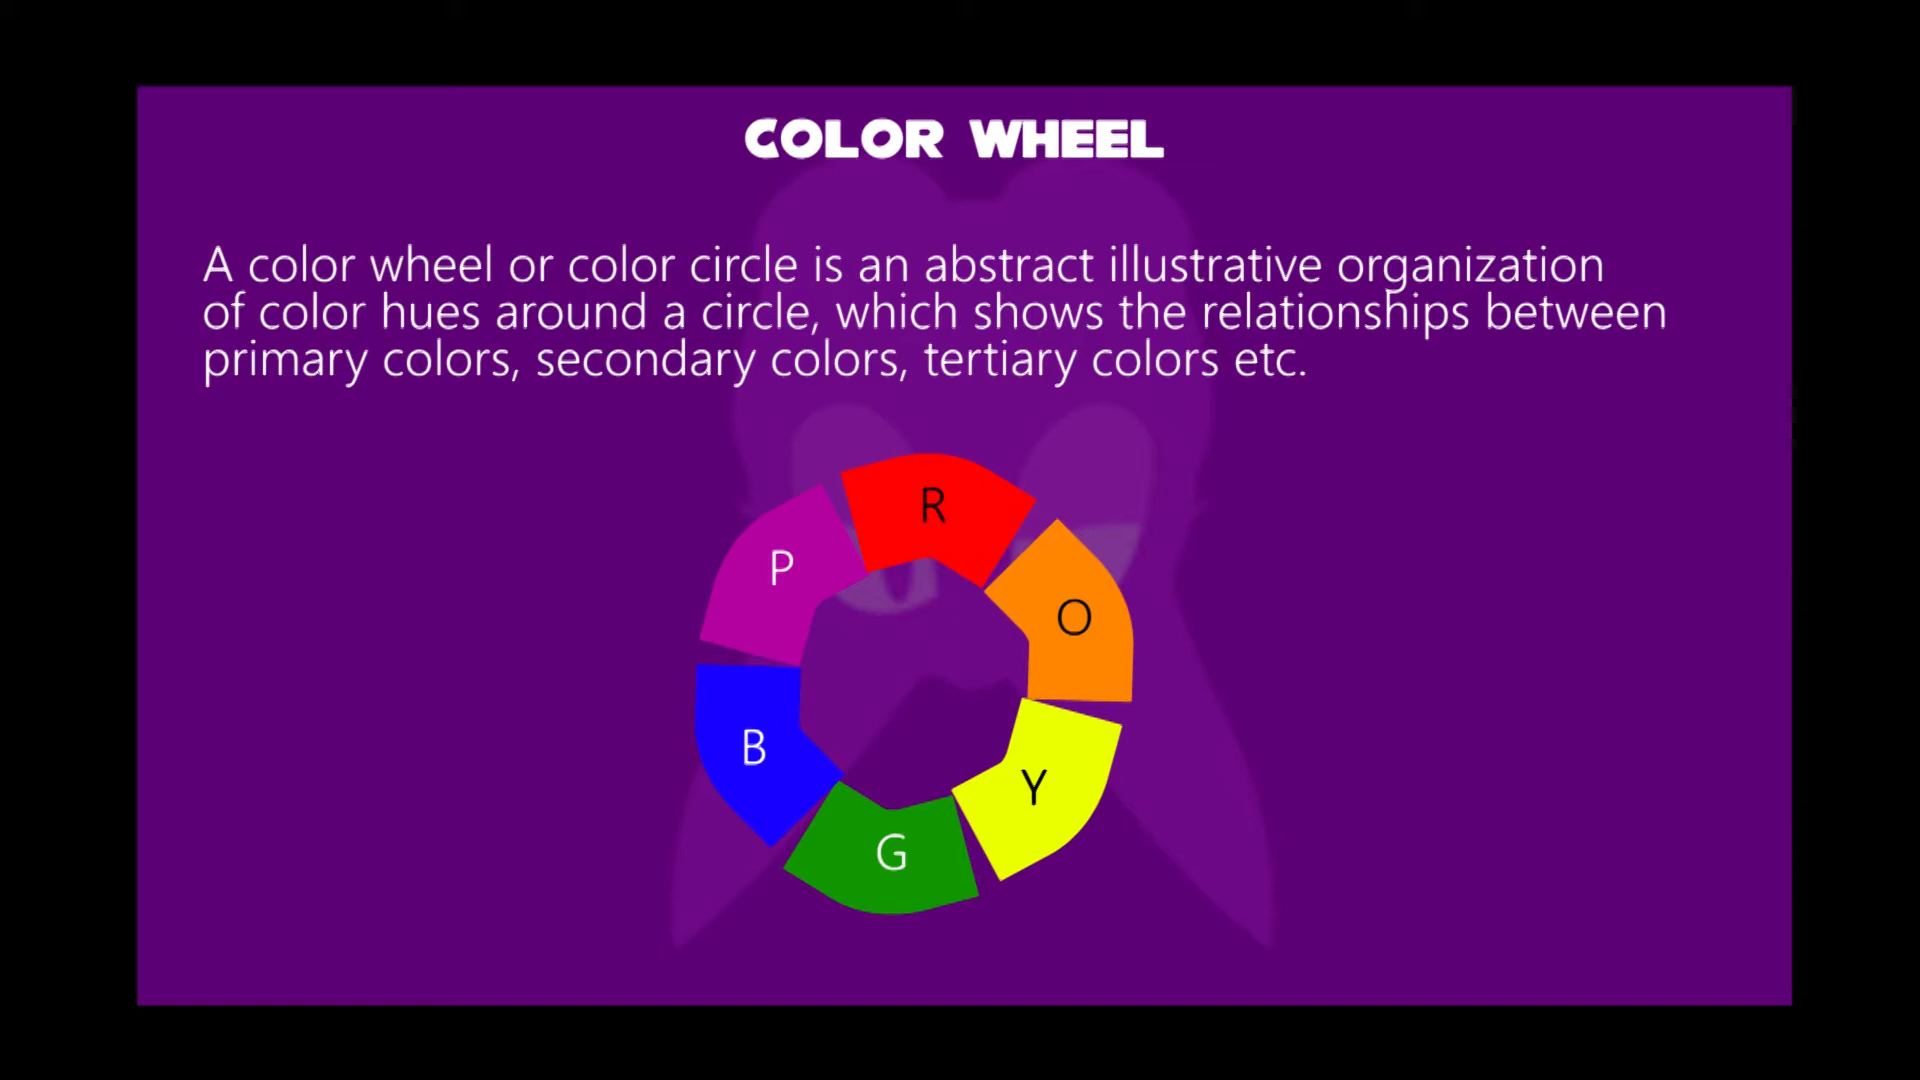 COLOR WHEEL
A color wheel or color circle is an abstract illustrative organization
of color hues around a circle, which shows the relationships between
primary colors, secondary colors, tertiary colors etc.
R
P
O
B
Y
G